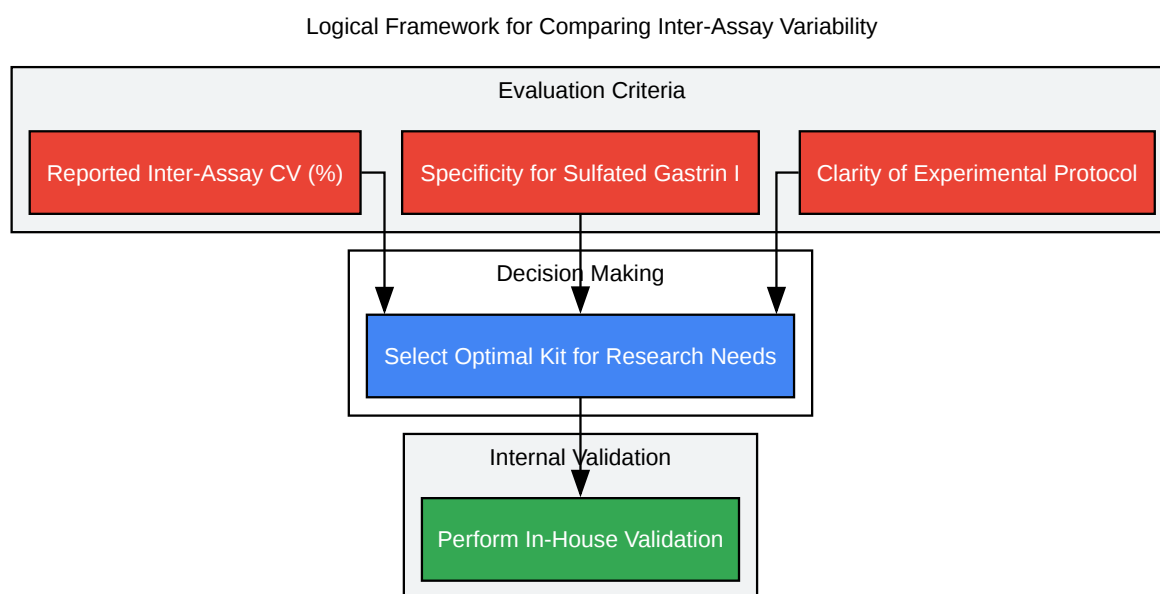 Logical Framework for Comparing Inter-Assay Variability
Evaluation Criteria
Reported Inter-Assay CV (%)
Specificity for Sulfated Gastrin I
Clarity of Experimental Protocol
Decision Making
Select Optimal Kit for Research Needs
Internal Validation
Perform In-House Validation